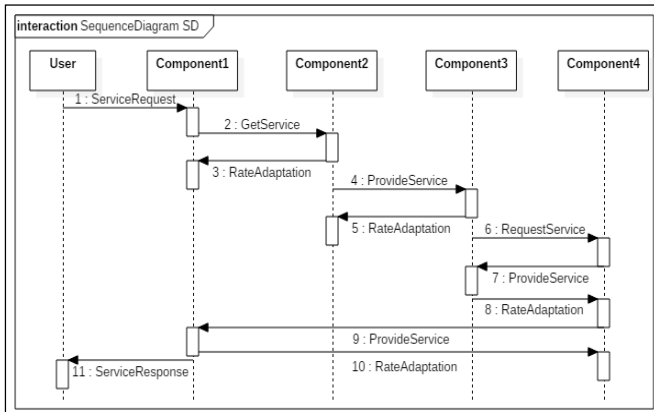 interaction SequenceDiagram SD
User Component1 Component2 Component3 Component4
1 : ServiceRequest
2 : GetService
3 : RateAdaptation
4 : ProvideService
5 : RateAdaptation
6 : RequestService
7 : ProvideService
8 : RateAdaptation
9 : ProvideService
10 : RateAdaptation
11 : ServiceResponse